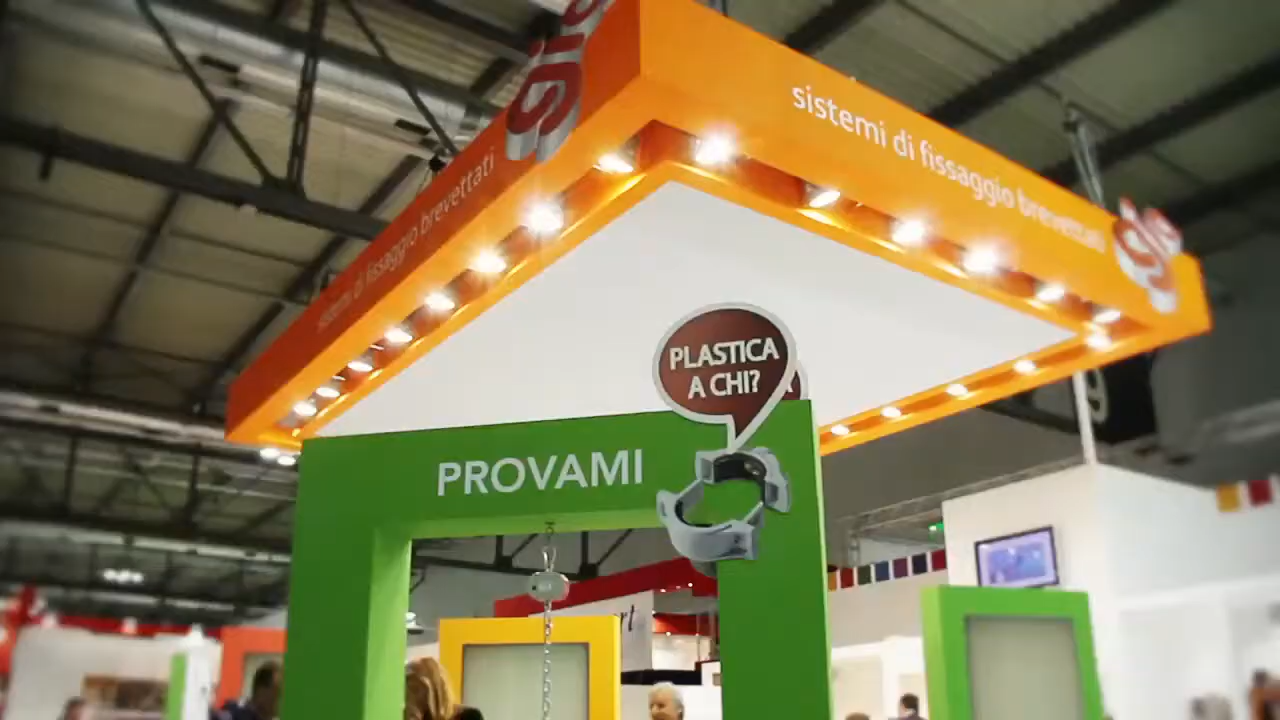 sistemi di fissaggio brevettati
sistemi di fissaggio brevettati
PLASTICA
A CHI?
PROVAMI